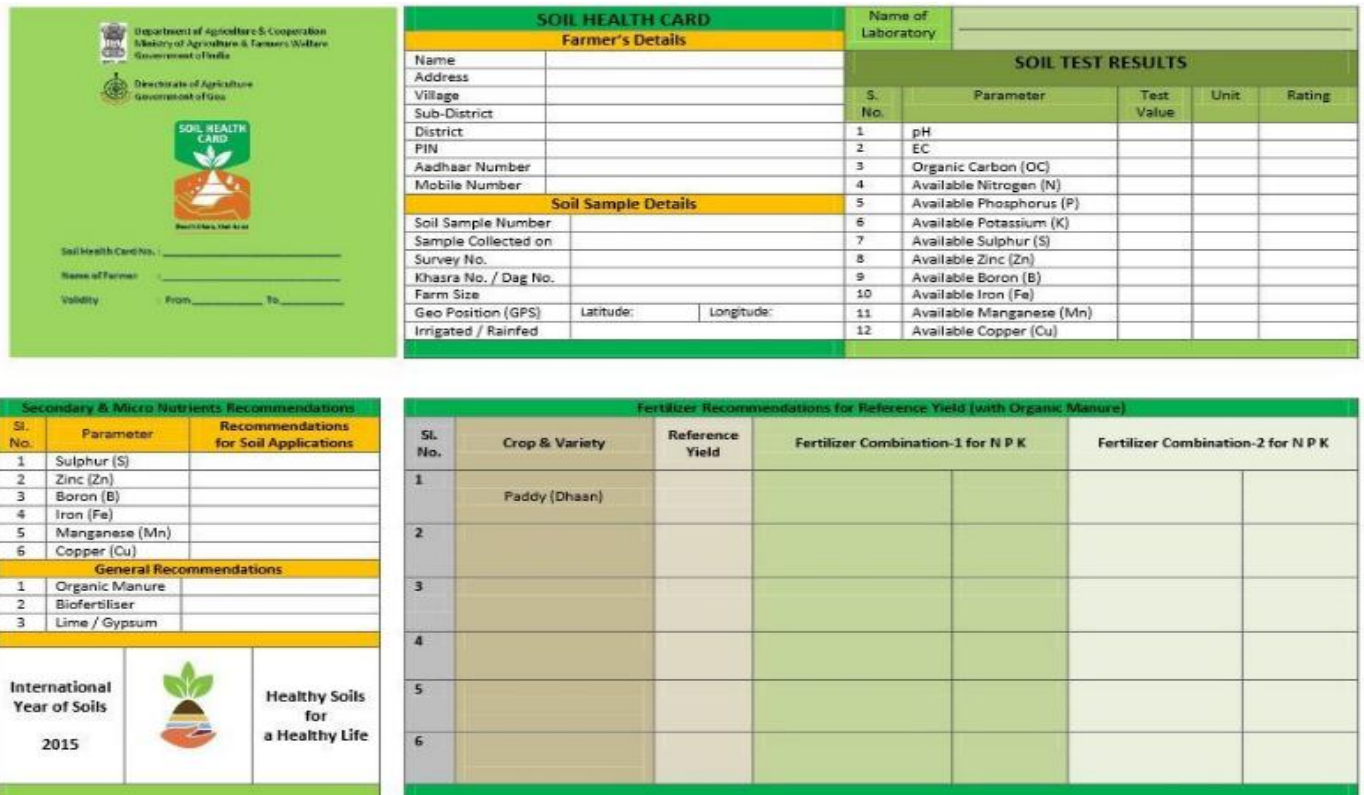 Department of Agriculture & Cooperation
Ministry of Agriculture & Farmers Welfare
Government of India
Directorate of Agriculture
Government of Goa
SOIL HEALTH
CARD
Soil Health Card No. :
Name of Farmer :
Validity : From To
SOIL HEALTH CARD
Farmer's Details
Name
Address
Village
Sub-District
District
PIN
Aadhaar Number
Mobile Number
Soil Sample Details
Soil Sample Number
Sample Collected on
Survey No.
Khasra No. / Dag No.
Farm Size
Geo Position (GPS) Latitude: Longitude:
Irrigated / Rainfed
Name of
Laboratory
SOIL TEST RESULTS
S. No. Parameter Test Value Unit Rating
1 pH
2 EC
3 Organic Carbon (OC)
4 Available Nitrogen (N)
5 Available Phosphorus (P)
6 Available Potassium (K)
7 Available Sulphur (S)
8 Available Zinc (Zn)
9 Available Boron (B)
10 Available Iron (Fe)
11 Available Manganese (Mn)
12 Available Copper (Cu)
Secondary & Micro Nutrients Recommendations
Sl. No. Parameter Recommendations for Soil Applications
1 Sulphur (S)
2 Zinc (Zn)
3 Boron (B)
4 Iron (Fe)
5 Manganese (Mn)
6 Copper (Cu)
General Recommendations
1 Organic Manure
2 Biofertiliser
3 Lime / Gypsum
International
Year of Soils
2015
Healthy Soils
for
a Healthy Life
Fertilizer Recommendations for Reference Yield (with Organic Manure)
Sl. No. Crop & Variety Reference Yield Fertilizer Combination-1 for N P K Fertilizer Combination-2 for N P K
1 Paddy (Dhaan)
2
3
4
5
6